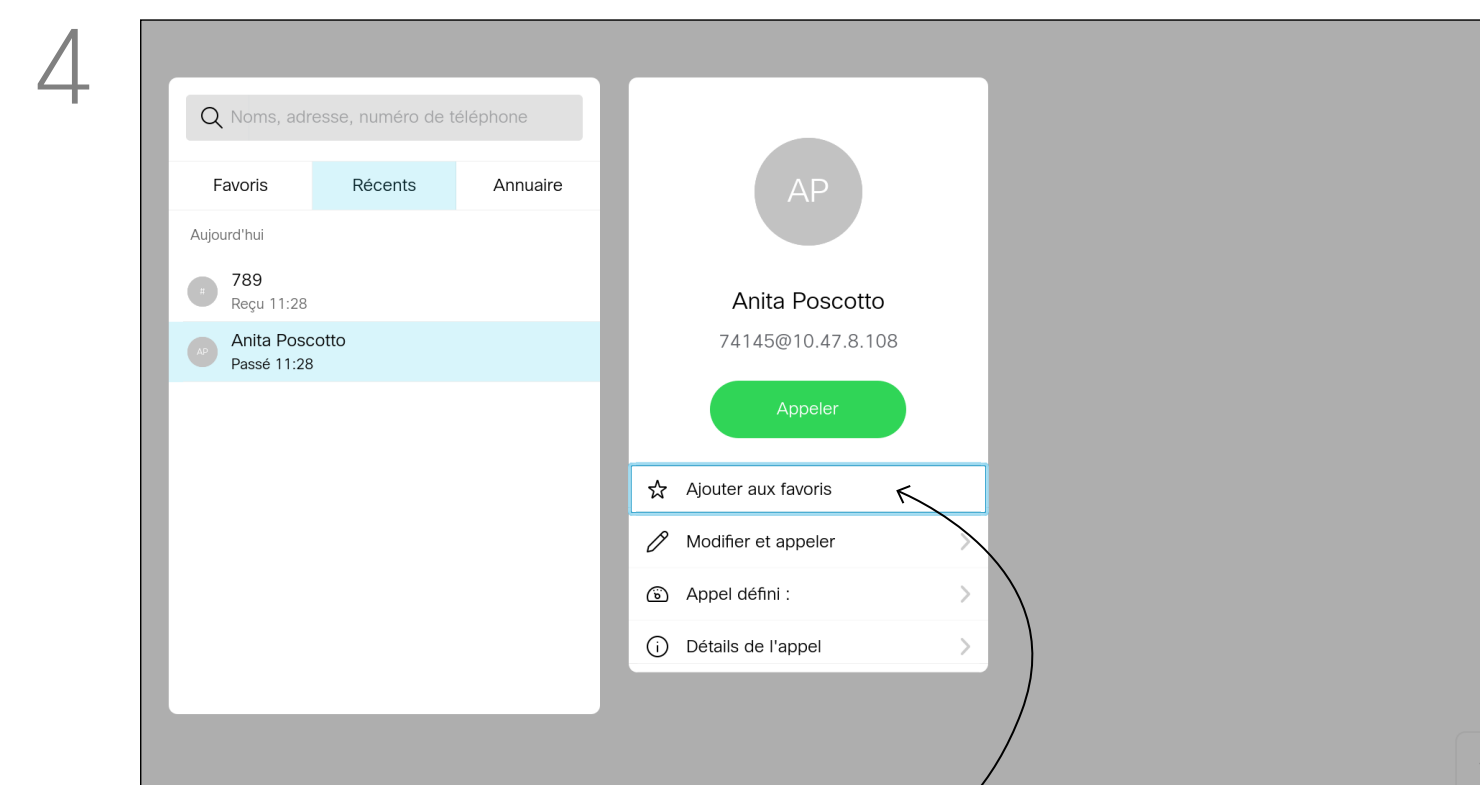 4
Noms, adresse, numéro de téléphone
Favoris Récents Annuaire
Aujourd'hui
#
789
Reçu 11:28
AP
Anita Poscotto
Passé 11:28
AP
Anita Poscotto
74145@10.47.8.108
Appeler
Ajouter aux favoris
Modifier et appeler
Appel défini :
Détails de l'appel